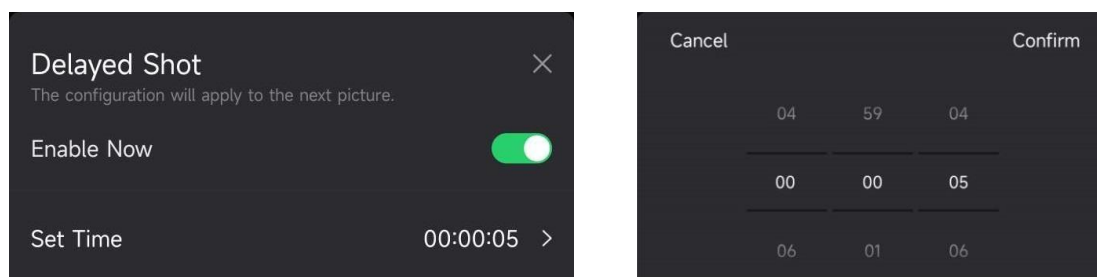 Delayed Shot
The configuration will apply to the next picture.
Enable Now
Set Time 00:00:05
Cancel Confirm
04 59 04
00 00 05
06 01 06